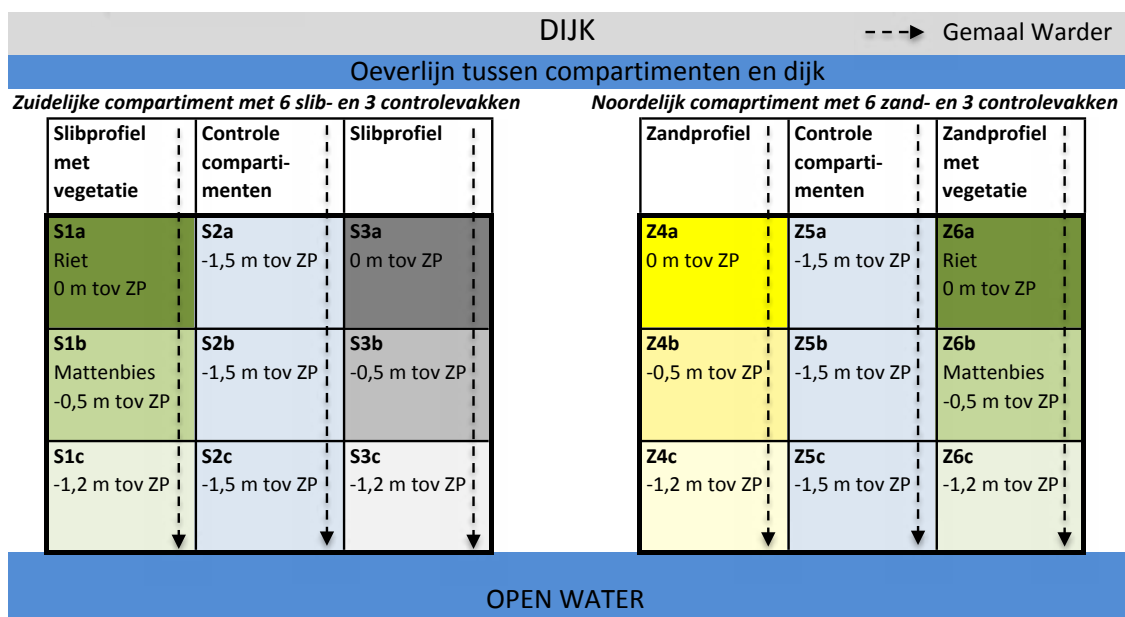 DIJK
Gemaal Warder
Oeverlijn tussen compartimenten en dijk
Zuidelijke compartiment met 6 slib- en 3 controlevakken
Slibprofiel
met
vegetatie
Controle
comparti-
menten
Slibprofiel
S1a
Riet
0 m tov ZP
S2a
-1,5 m tov ZP
S3a
0 m tov ZP
S1b
Mattenbies
-0,5 m tov ZP
S2b
-1,5 m tov ZP
S3b
-0,5 m tov ZP
S1c
-1,2 m tov ZP
S2c
-1,5 m tov ZP
S3c
-1,2 m tov ZP
Noordelijk comaprtiment met 6 zand- en 3 controlevakken
Zandprofiel
Controle
comparti-
menten
Zandprofiel
met
vegetatie
Z4a
0 m tov ZP
Z5a
-1,5 m tov ZP
Z6a
Riet
0 m tov ZP
Z4b
-0,5 m tov ZP
Z5b
-1,5 m tov ZP
Z6b
Mattenbies
-0,5 m tov ZP
Z4c
-1,2 m tov ZP
Z5c
-1,5 m tov ZP
Z6c
-1,2 m tov ZP
OPEN WATER